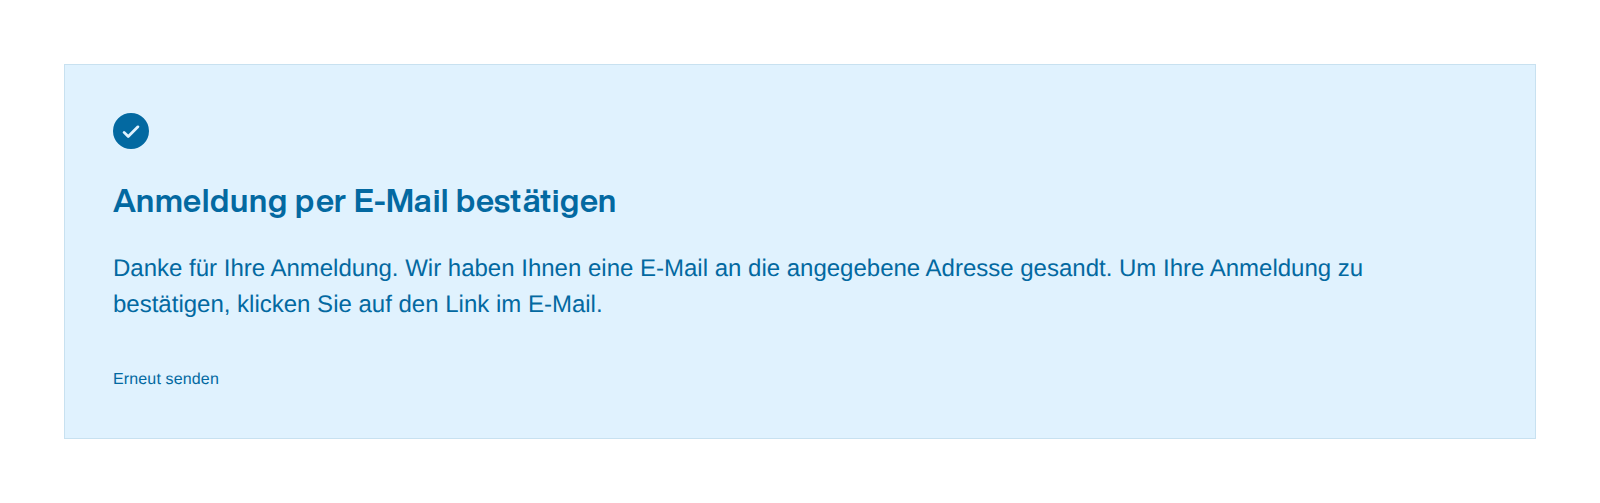 Anmeldung per E-Mail bestätigen
Danke für Ihre Anmeldung. Wir haben Ihnen eine E-Mail an die angegebene Adresse gesandt. Um Ihre Anmeldung zu
bestätigen, klicken Sie auf den Link im E-Mail.
Erneut senden